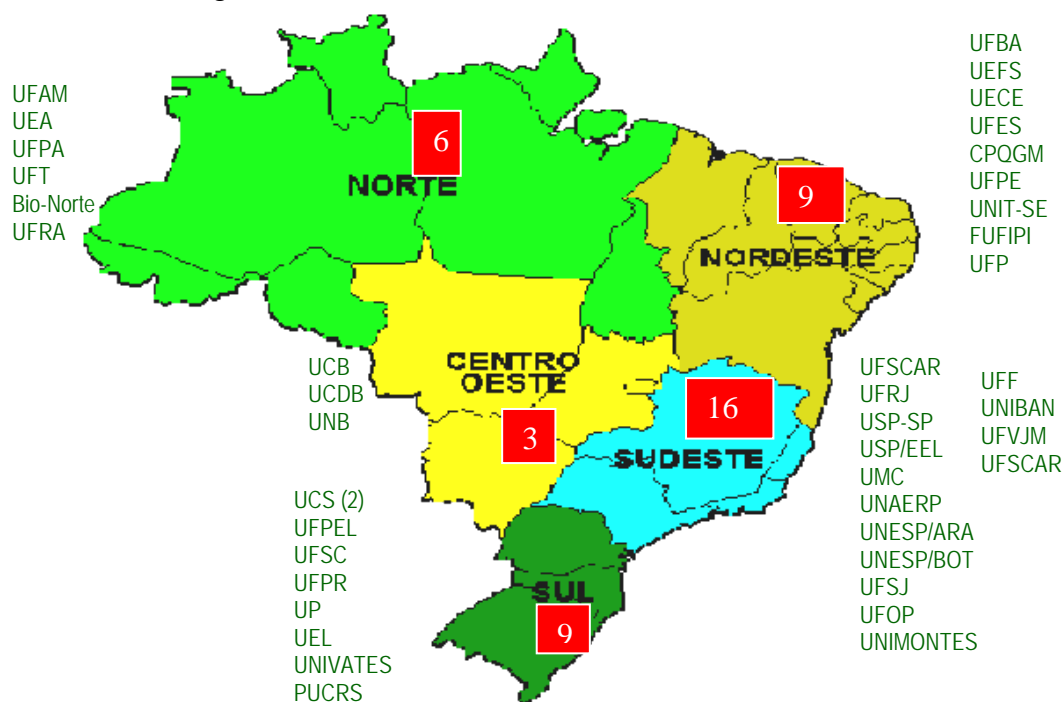 UFAM
UEA
UFPA
UFT
Bio-Norte
UFRA
6
NORTE
UFBA
UEFS
UECE
UFES
CPQGM
UFPE
UNIT-SE
FUFIPI
UFP
9
NORDESTE
UCB
UCDB
UNB
CENTRO
OESTE
3
UFSCAR
UFRJ
USP-SP
USP/EEL
UMC
UNAERP
UNESP/ARA
UNESP/BOT
UFSJ
UFOP
UNIMONTES
UFF
UNIBAN
UFVJM
UFSCAR
16
SUDESTE
UCS (2)
UFPEL
UFSC
UFPR
UP
UEL
UNIVATES
PUCRS
SUL
9